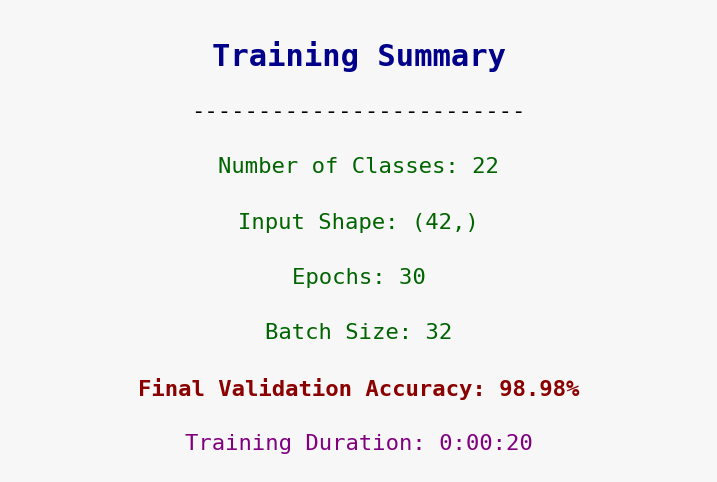 Training Summary
-------------------------
Number of Classes: 22
Input Shape: (42,)
Epochs: 30
Batch Size: 32
Final Validation Accuracy: 98.98%
Training Duration: 0:00:20